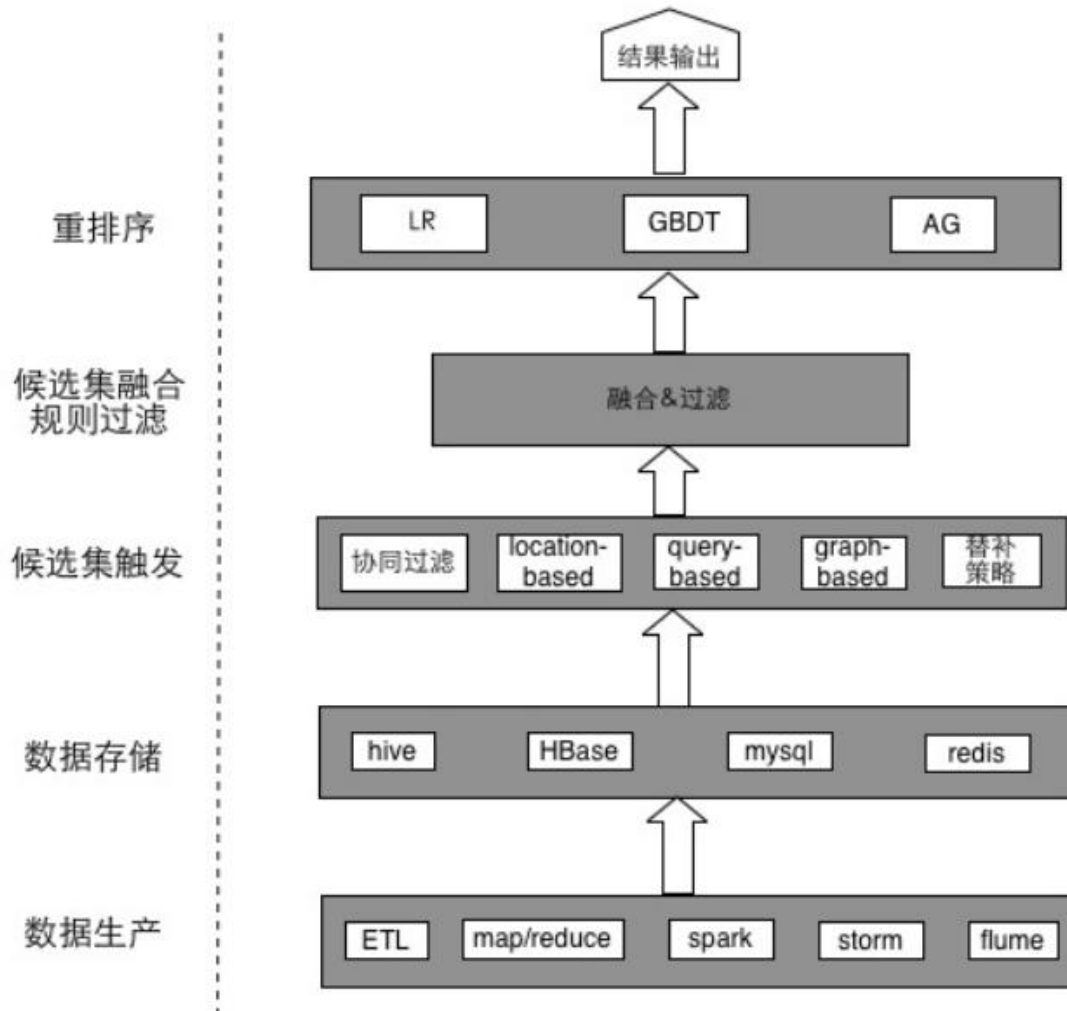 结果输出
重排序
LR
GBDT
AG
候选集融合
规则过滤
融合&过滤
候选集触发
协同过滤
location-
based
query-
based
graph-
based
替补
策略
数据存储
hive
HBase
mysql
redis
数据生产
ETL
map/reduce
spark
storm
flume